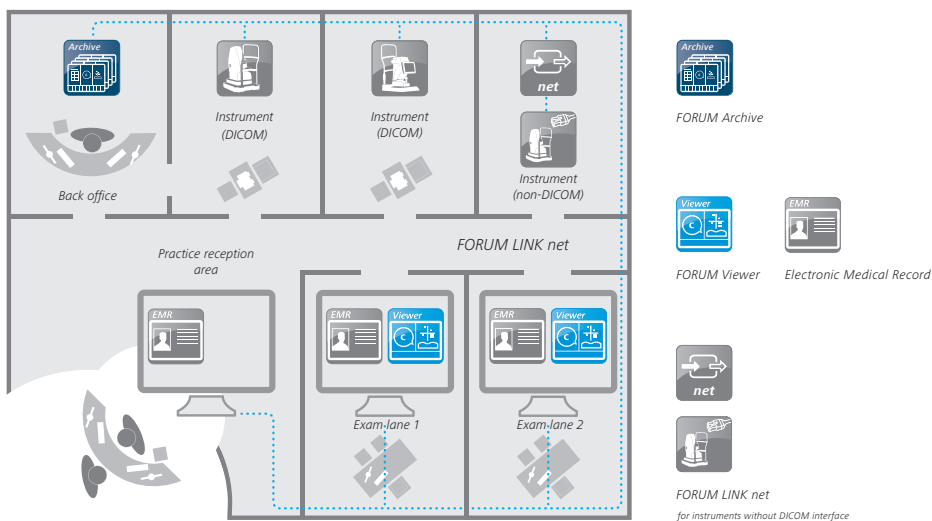 Archive
Instrument
(DICOM)
Instrument
(DICOM)
net
Instrument
(non-DICOM)
Back office
Practice reception
area
FORUM LINK net
EMR
EMR
Viewer
C
EMR
Viewer
C
Exam lane 1
Exam lane 2
Archive
FORUM Archive
Viewer
C
EMR
FORUM Viewer
Electronic Medical Record
net
FORUM LINK net
for instruments without DICOM interface